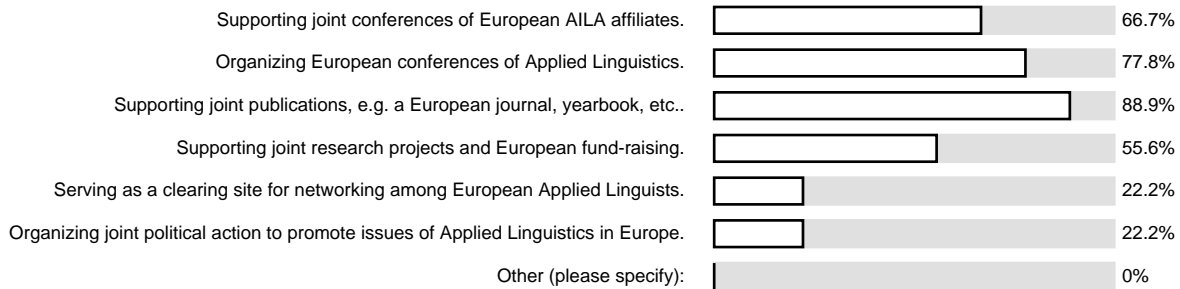 Supporting joint conferences of European AILA affiliates. 66.7%
Organizing European conferences of Applied Linguistics. 77.8%
Supporting joint publications, e.g. a European journal, yearbook, etc.. 88.9%
Supporting joint research projects and European fund-raising. 55.6%
Serving as a clearing site for networking among European Applied Linguists. 22.2%
Organizing joint political action to promote issues of Applied Linguistics in Europe. 22.2%
Other (please specify): 0%